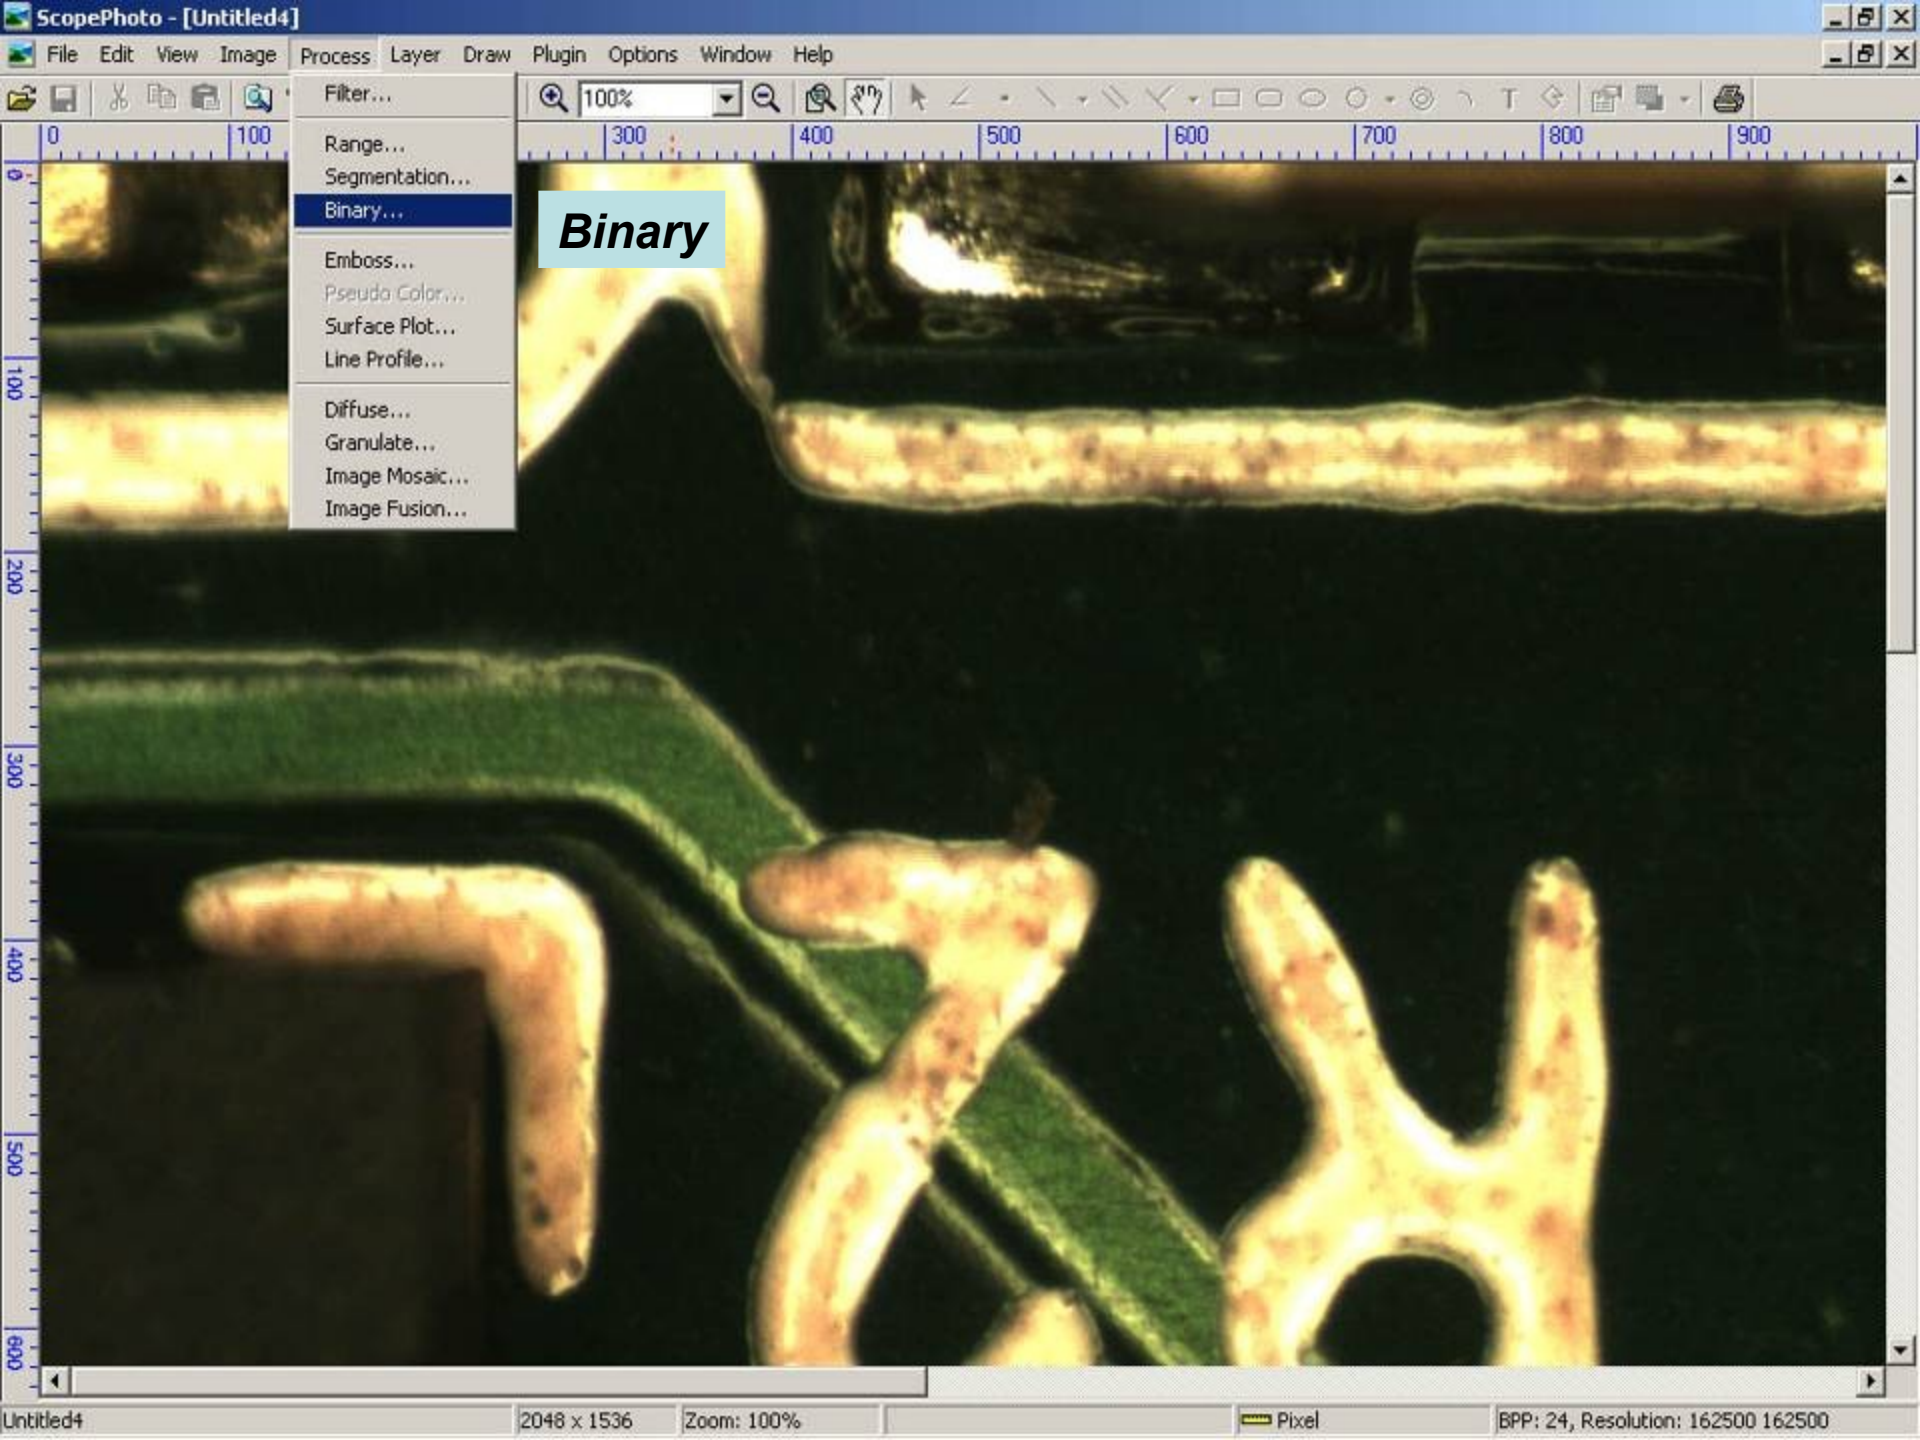 ScopePhoto - [Untitled4]
File Edit View Image Process Layer Draw Plugin Options Window Help
100%
0 100 300 400 500 600 700 800 900
Filter...
Range...
Segmentation...
Binary...
Emboss...
Pseudo Color...
Surface Plot...
Line Profile...
Diffuse...
Granulate...
Image Mosaic...
Image Fusion...
Binary
0
100
200
300
400
500
600
Untitled4 2048 x 1536 Zoom: 100% Pixel BPP: 24, Resolution: 162500 162500